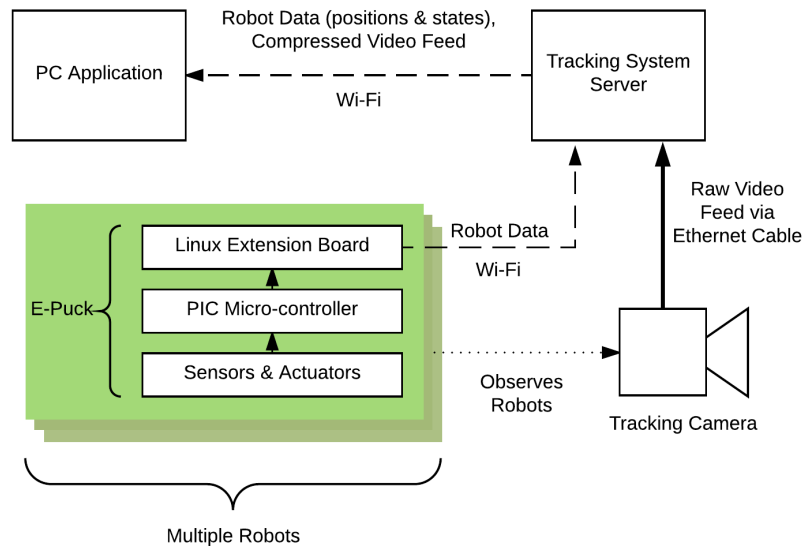 Robot Data (positions & states),
Compressed Video Feed
PC Application
Wi-Fi
Tracking System
Server
Raw Video
Feed via
Ethernet Cable
E-Puck
Linux Extension Board
PIC Micro-controller
Sensors & Actuators
Robot Data
Wi-Fi
Observes
Robots
Tracking Camera
Multiple Robots